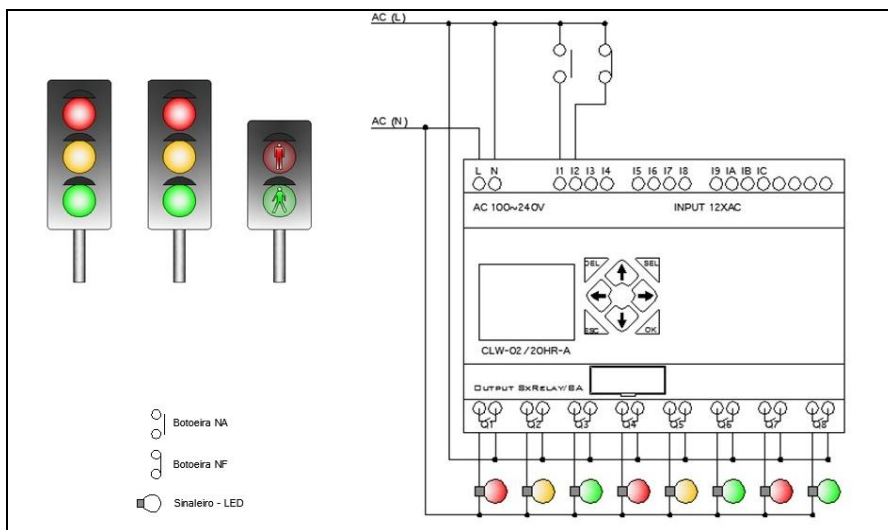 AC (L)
AC (N)
L N I1 I2 I3 I4 I5 I6 I7 I8 I9 IA IB IC
AC 100~240V INPUT 12XAC
DEL SEL
ESC OK
CLW-02/20HR-A
OUTPUT 8XRELAY/8A
Q1 Q2 Q3 Q4 Q5 Q6 Q7 Q8
Botoeira NA
Botoeira NF
Sinaleiro - LED